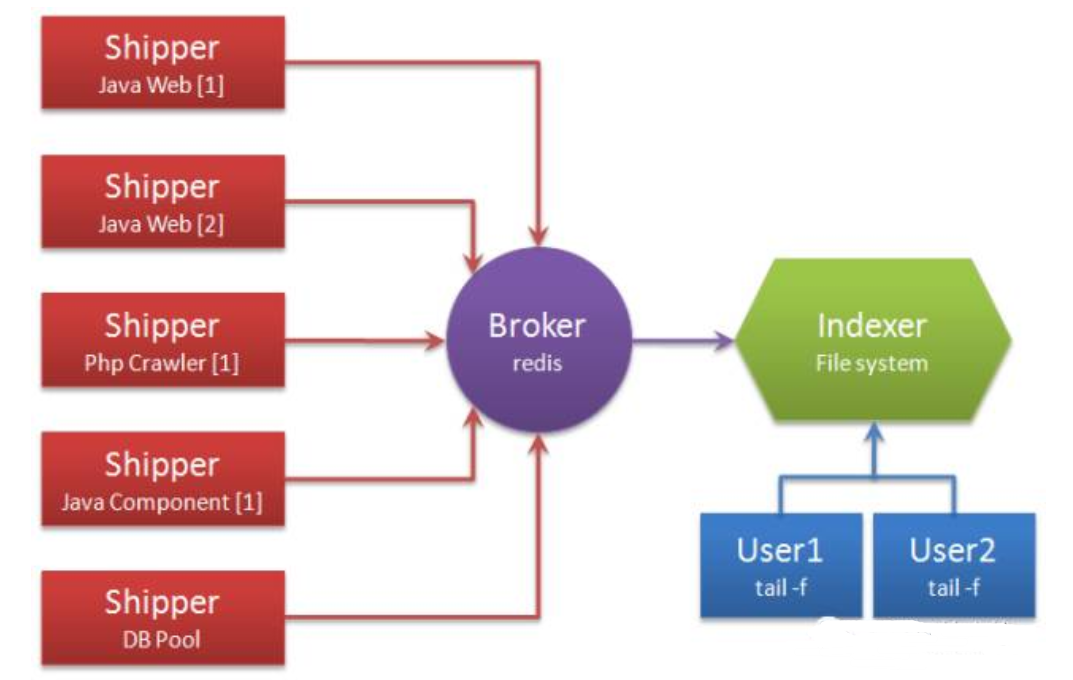 Shipper
Java Web [1]
Shipper
Java Web [2]
Shipper
Php Crawler [1]
Shipper
Java Component [1]
Shipper
DB Pool
Broker
redis
Indexer
File system
User1
tail -f
User2
tail -f